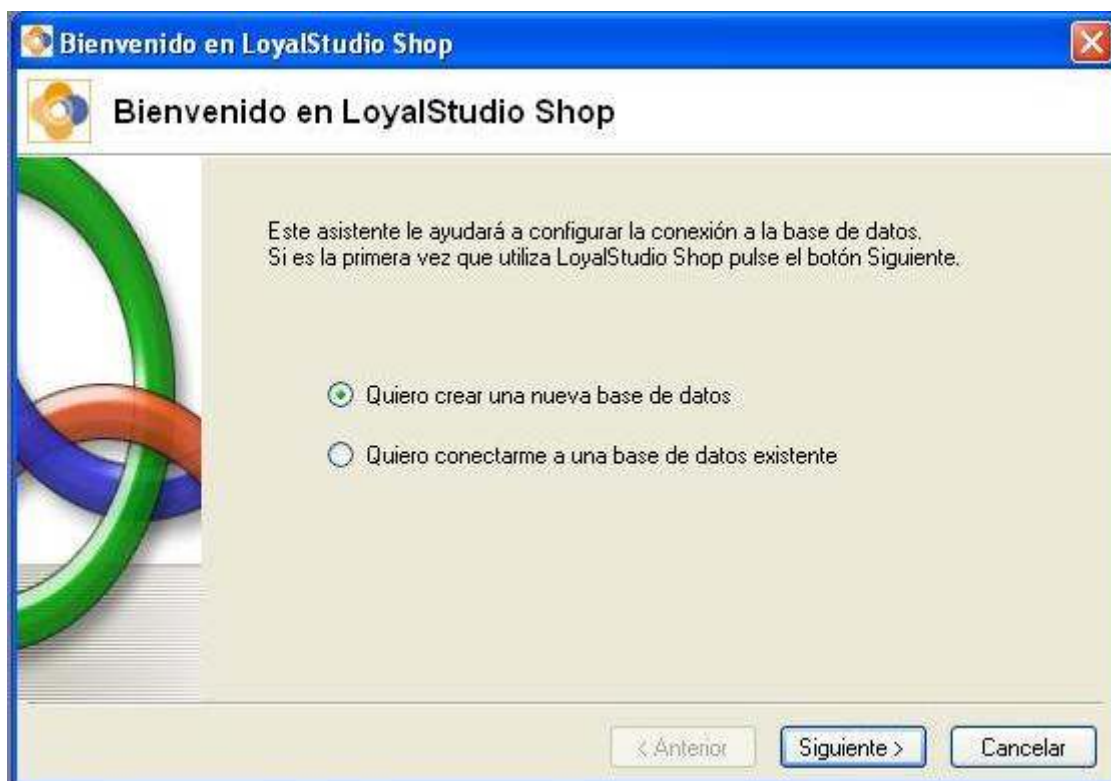 Bienvenido en LoyalStudio Shop
Bienvenido en LoyalStudio Shop
Este asistente le ayudará a configurar la conexión a la base de datos.
Si es la primera vez que utiliza LoyalStudio Shop pulse el botón Siguiente.
Quiero crear una nueva base de datos
Quiero conectarme a una base de datos existente
< Anterior Siguiente > Cancelar